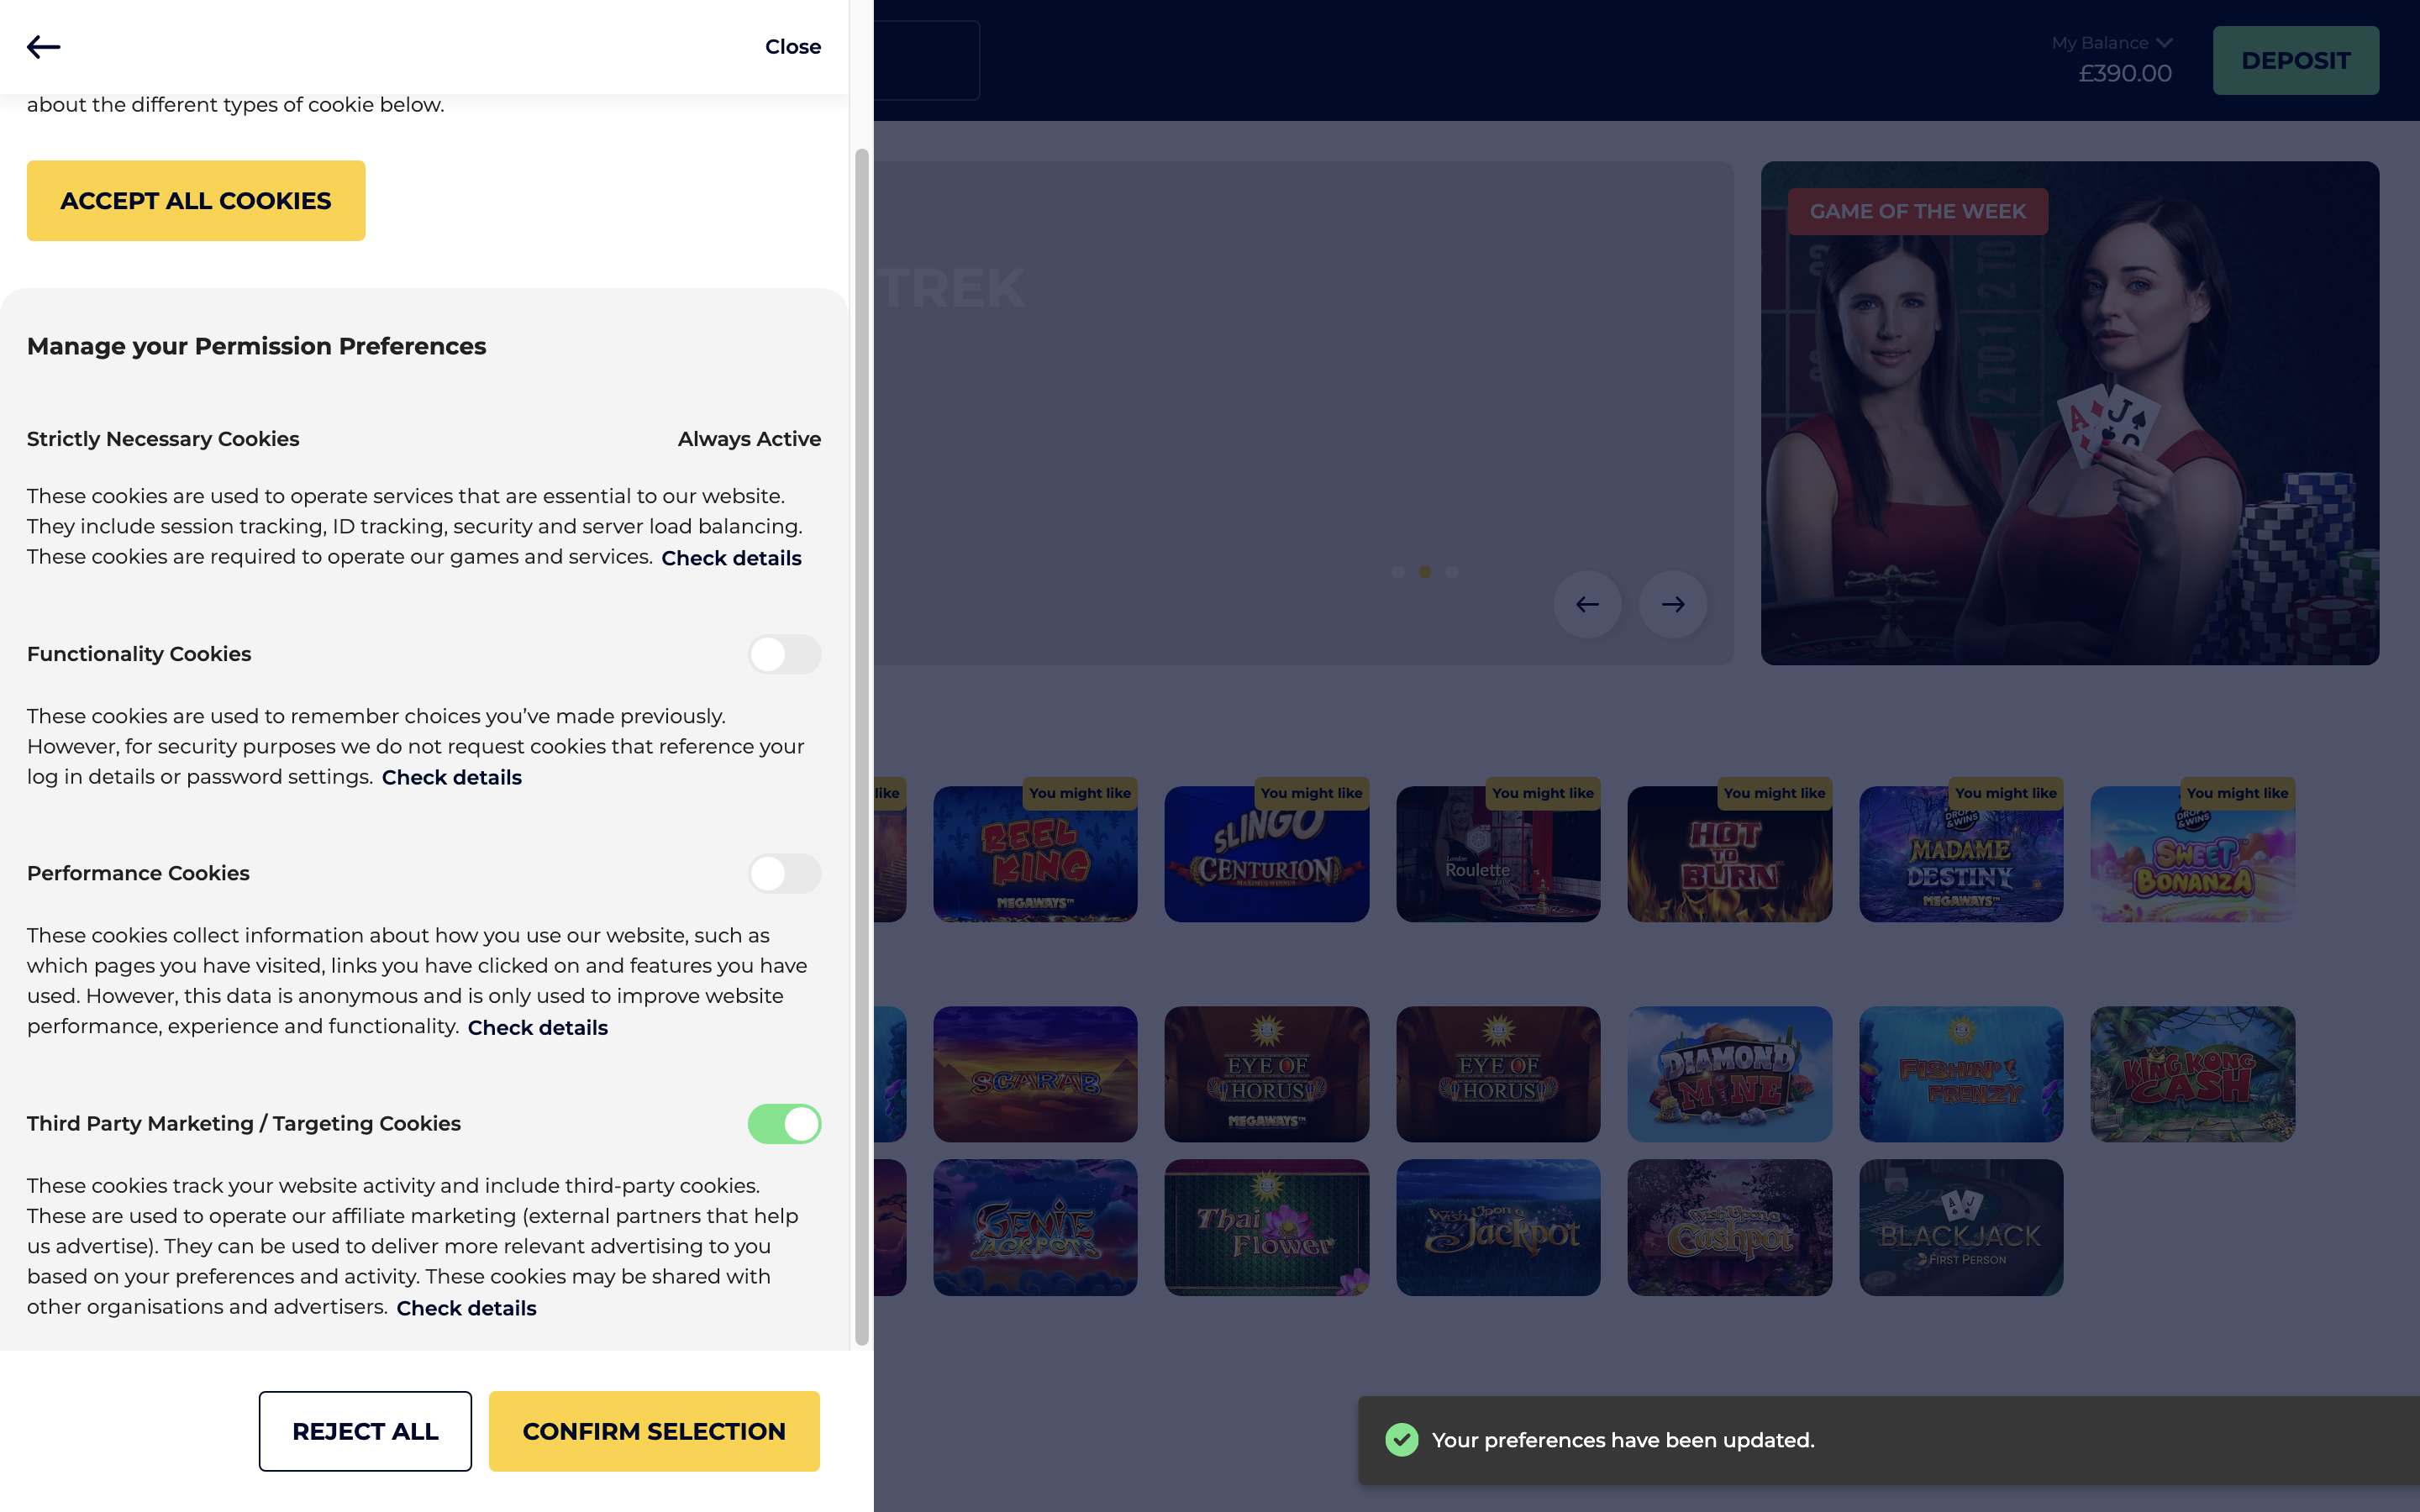 Close
about the different types of cookie below.
ACCEPT ALL COOKIES
Manage your Permission Preferences
Strictly Necessary Cookies
Always Active
These cookies are used to operate services that are essential to our website.
They include session tracking, ID tracking, security and server load balancing.
These cookies are required to operate our games and services. Check details
Functionality Cookies
These cookies are used to remember choices you’ve made previously.
However, for security purposes we do not request cookies that reference your
log in details or password settings. Check details
Performance Cookies
These cookies collect information about how you use our website, such as
which pages you have visited, links you have clicked on and features you have
used. However, this data is anonymous and is only used to improve website
performance, experience and functionality. Check details
Third Party Marketing / Targeting Cookies
These cookies track your website activity and include third-party cookies.
These are used to operate our affiliate marketing (external partners that help
us advertise). They can be used to deliver more relevant advertising to you
based on your preferences and activity. These cookies may be shared with
other organisations and advertisers. Check details
REJECT ALL
CONFIRM SELECTION
My Balance
£390.00
DEPOSIT
TREK
GAME OF THE WEEK
2 TO 1
2 TO
A
J
like
You might like
REEL
KING
MEGAWAYS™
You might like
SLINGO
CENTURION
You might like
London
Roulette
You might like
HOT
TO
BURN
You might like
DROPS
&WINS
MADAME
DESTINY
MEGAWAYS™
You might like
DROPS
&WINS
SWEET
BONANZA
SCARAB
EYE OF
HORUS
MEGAWAYS™
EYE OF
HORUS
DIAMOND
MINE
FISHIN'
FRENZY
KING KONG
CASH
GENIE
JACKPOTS
Thai
Flower
Wish Upon a
Jackpot
Wish Upon a
Cashpot
A J
BLACKJACK
FIRST PERSON
Your preferences have been updated.